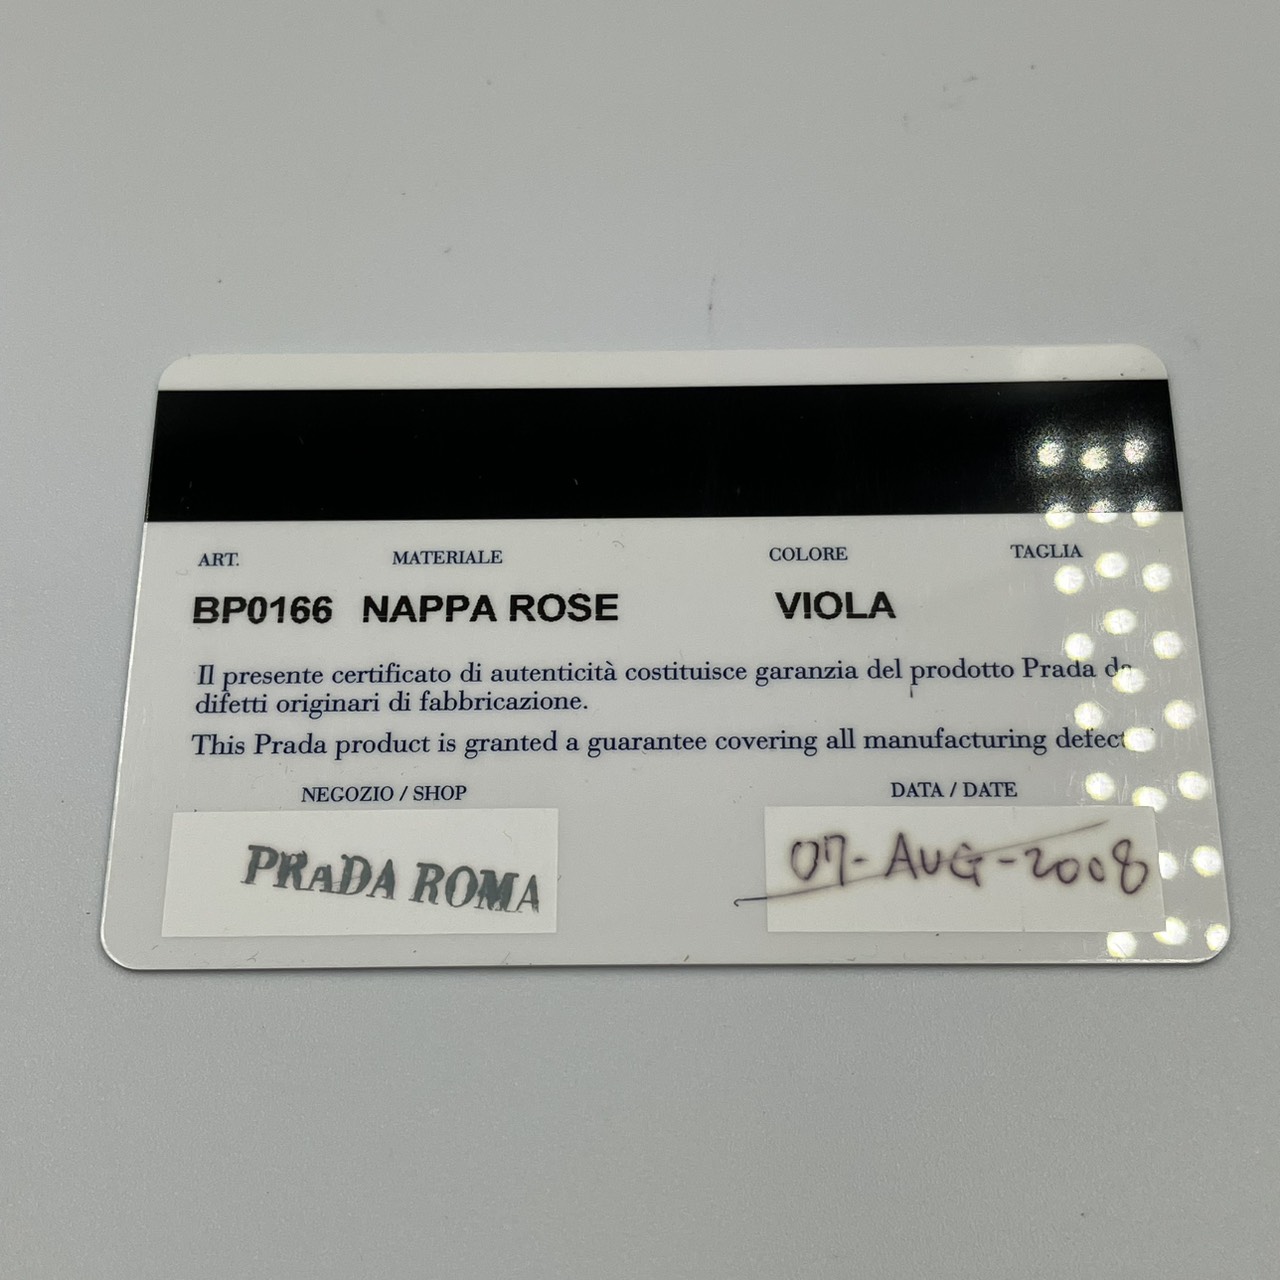 ART. MATERIALE COLORE TAGLIA
BP0166 NAPPA ROSE VIOLA
Il presente certificato di autenticità costituisce garanzia del prodotto Prada da
difetti originari di fabbricazione.
This Prada product is granted a guarantee covering all manufacturing defect
NEGOZIO / SHOP DATA / DATE
PRADA ROMA 07-AUG-2008